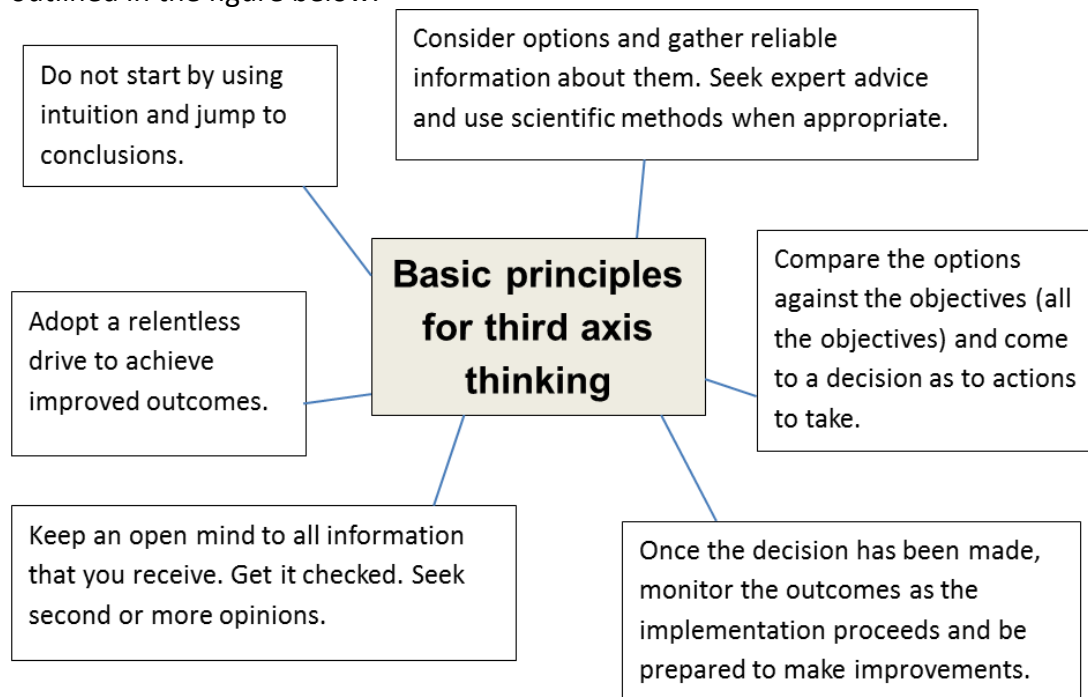 outlined in the figure below.
Do not start by using
intuition and jump to
conclusions.
Consider options and gather reliable
information about them. Seek expert advice
and use scientific methods when appropriate.
Basic principles
for third axis
thinking
Compare the options
against the objectives (all
the objectives) and come
to a decision as to actions
to take.
Adopt a relentless
drive to achieve
improved outcomes.
Keep an open mind to all information
that you receive. Get it checked. Seek
second or more opinions.
Once the decision has been made,
monitor the outcomes as the
implementation proceeds and be
prepared to make improvements.